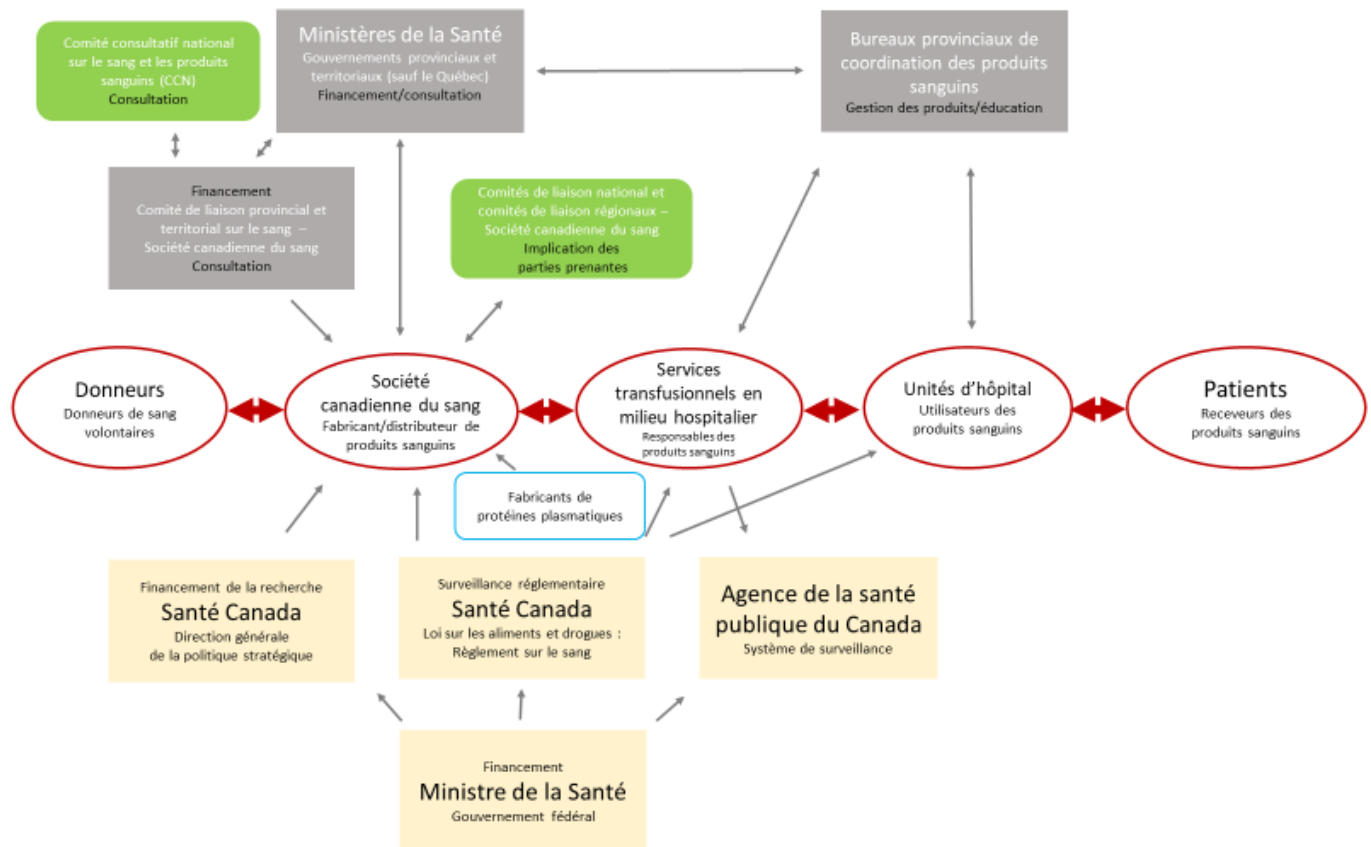 Comité consultatif national
sur le sang et les produits
sanguins (CCN)
Consultation
Ministères de la Santé
Gouvernements provinciaux et
territoriaux (sauf le Québec)
Financement/consultation
Bureaux provinciaux de
coordination des produits
sanguins
Gestion des produits/éducation
Financement
Comité de liaison provincial et
territorial sur le sang –
Société canadienne du sang
Consultation
Comités de liaison national et
comités de liaison régionaux –
Société canadienne du sang
Implication des
parties prenantes
Donneurs
Donneurs de sang
volontaires
Société
canadienne du sang
Fabricant/distributeur de
produits sanguins
Services
transfusionnels en
milieu hospitalier
Responsables des
produits sanguins
Unités d’hôpital
Utilisateurs des
produits sanguins
Patients
Receveurs des
produits sanguins
Fabricants de
protéines plasmatiques
Financement de la recherche
Santé Canada
Direction générale
de la politique stratégique
Surveillance réglementaire
Santé Canada
Loi sur les aliments et drogues :
Règlement sur le sang
Agence de la santé
publique du Canada
Système de surveillance
Financement
Ministre de la Santé
Gouvernement fédéral